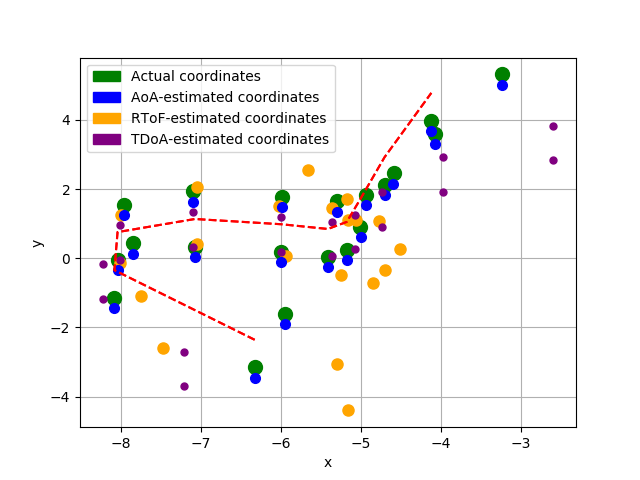 Actual coordinates
AoA-estimated coordinates
RToF-estimated coordinates
TDoA-estimated coordinates
4
2
0
−2
−4
y
−8 −7 −6 −5 −4 −3
x